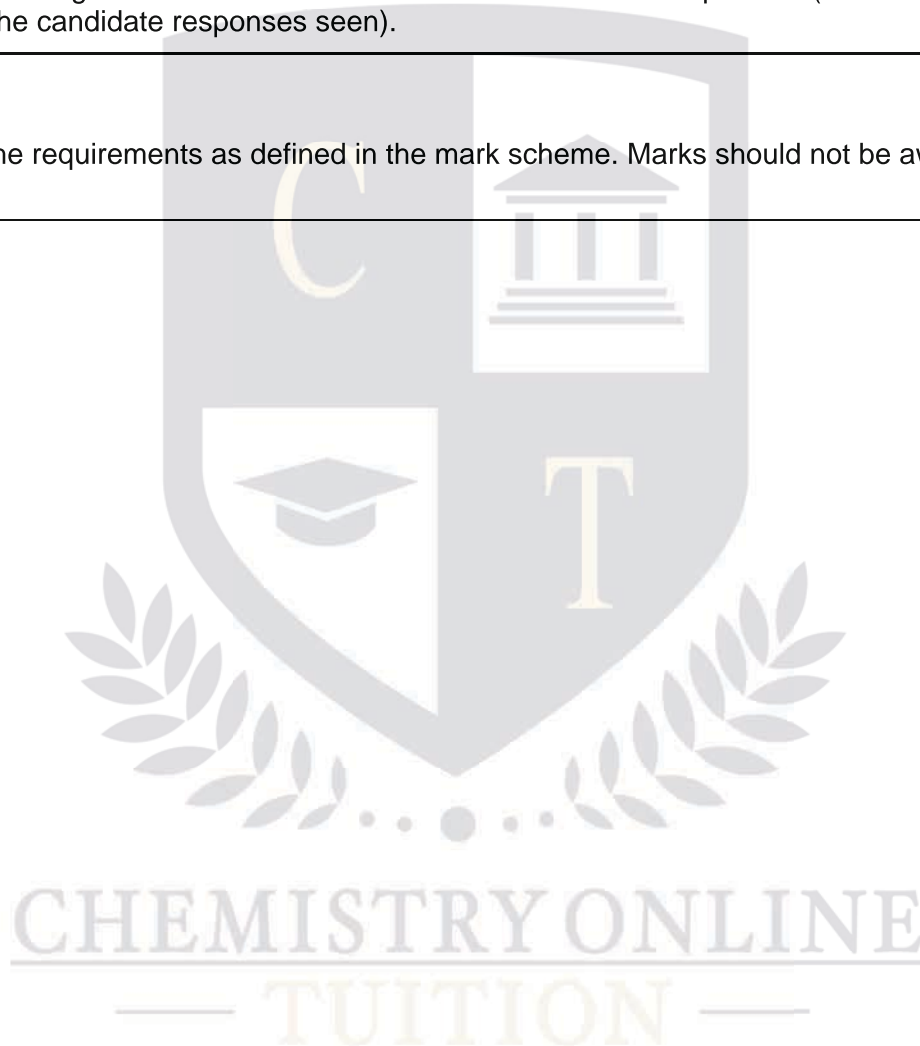 he candidate responses seen).
ne requirements as defined in the mark scheme. Marks should not be av
C
T
CHEMISTRY ONLINE
TUITION